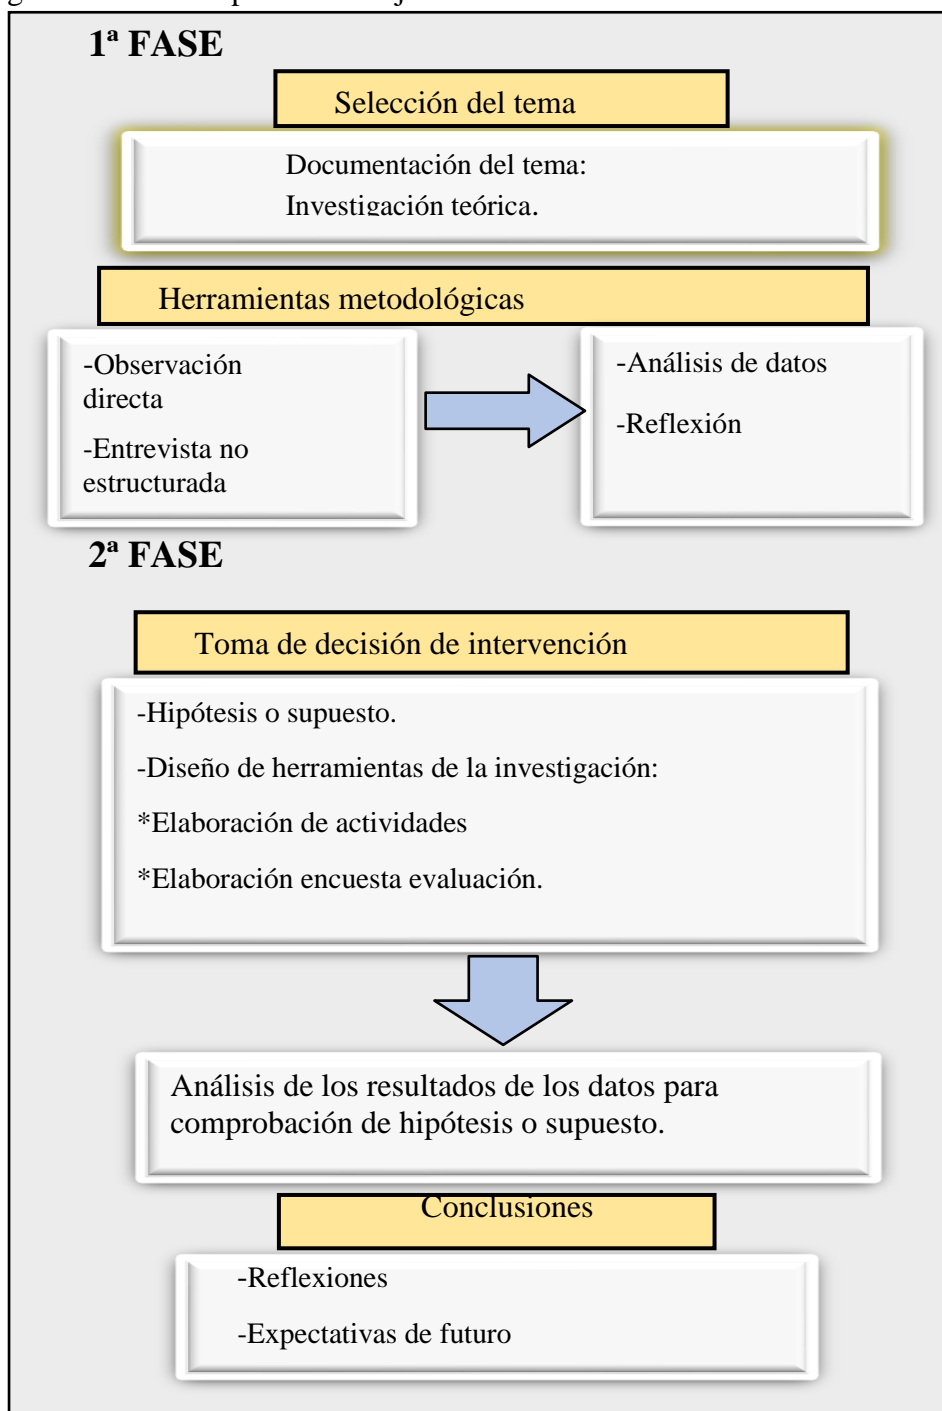 1ª FASE
Selección del tema
Documentación del tema:
Investigación teórica.
Herramientas metodológicas
-Observación
directa
-Entrevista no
estructurada
-Análisis de datos
-Reflexión
2ª FASE
Toma de decisión de intervención
-Hipótesis o supuesto.
-Diseño de herramientas de la investigación:
*Elaboración de actividades
*Elaboración encuesta evaluación.
Análisis de los resultados de los datos para
comprobación de hipótesis o supuesto.
Conclusiones
-Reflexiones
-Expectativas de futuro